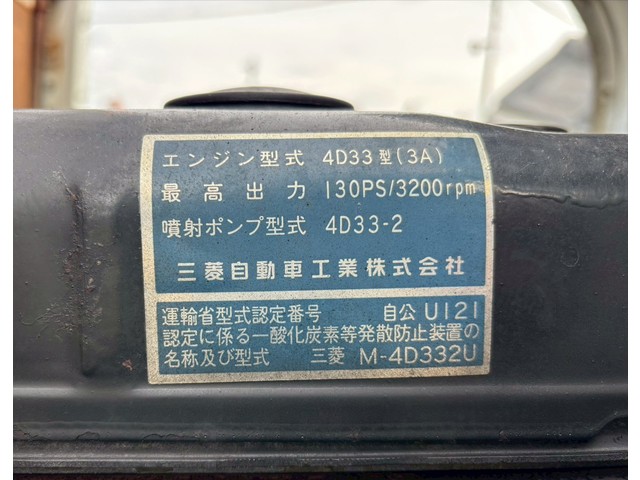 エンジン型式 4D33型(3A)
最高出力 130PS/3200rpm
噴射ポンプ型式 4D33-2
三菱自動車工業株式会社
運輸省型式認定番号 自公 U121
認定に係る一酸化炭素等発散防止装置の
名称及び型式 三菱 M-4D332U